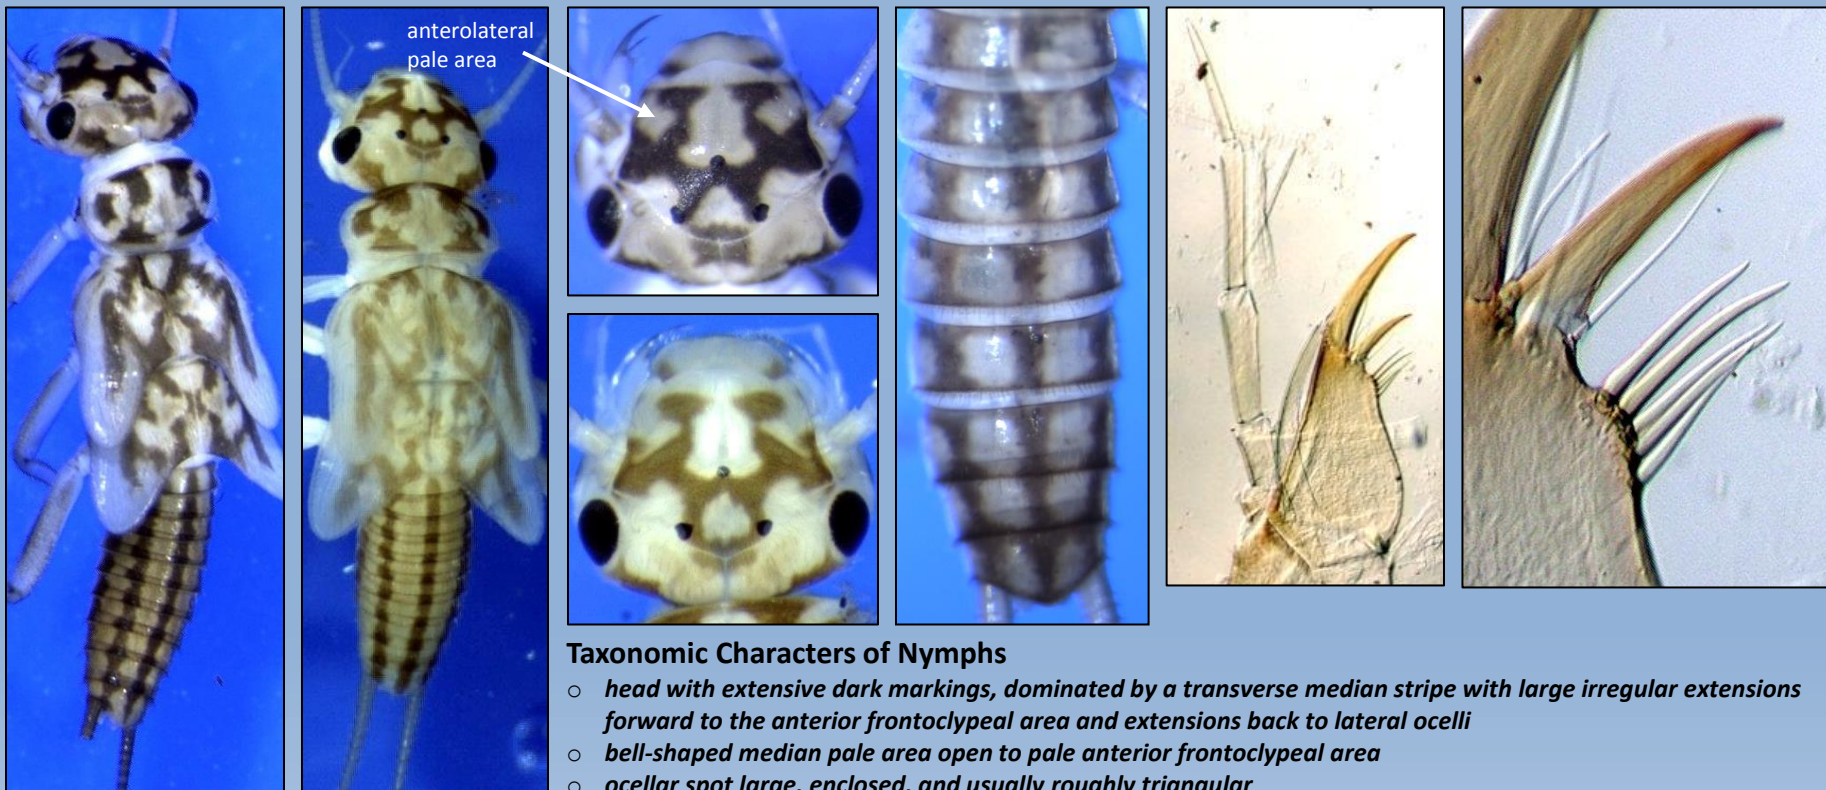 anterolateral
pale area
Taxonomic Characters of Nymphs
○ head with extensive dark markings, dominated by a transverse median stripe with large irregular extensions
forward to the anterior frontoclypeal area and extensions back to lateral ocelli
○ bell-shaped median pale area open to pale anterior frontoclypeal area
○ ocellar spot large, enclosed, and usually roughly triangular